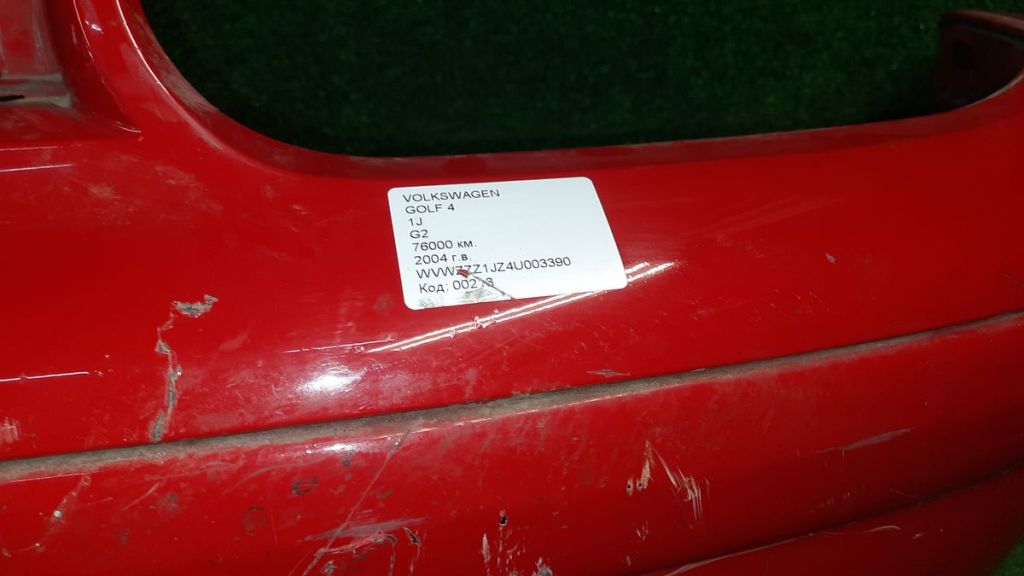 VOLKSWAGEN
GOLF 4
1J
G2
76000 км.
2004 г.в.
WVWZZZ1JZ4U003390
Код: